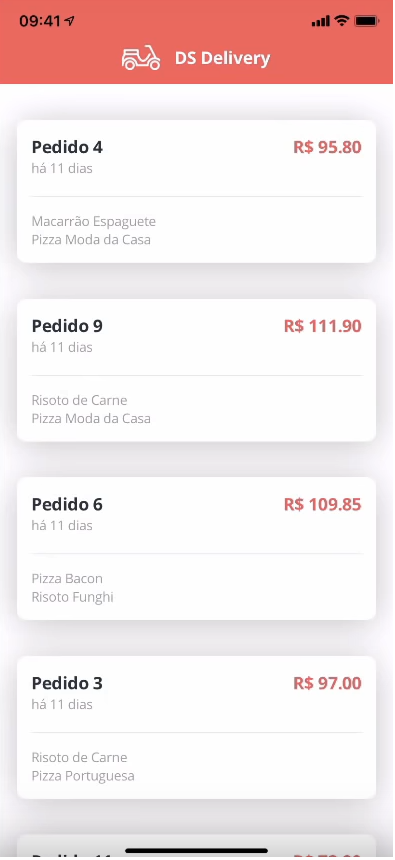 09:41
DS Delivery
Pedido 4
R$ 95.80
há 11 dias
Macarrão Espaguete
Pizza Moda da Casa
Pedido 9
R$ 111.90
há 11 dias
Risoto de Carne
Pizza Moda da Casa
Pedido 6
R$ 109.85
há 11 dias
Pizza Bacon
Risoto Funghi
Pedido 3
R$ 97.00
há 11 dias
Risoto de Carne
Pizza Portuguesa